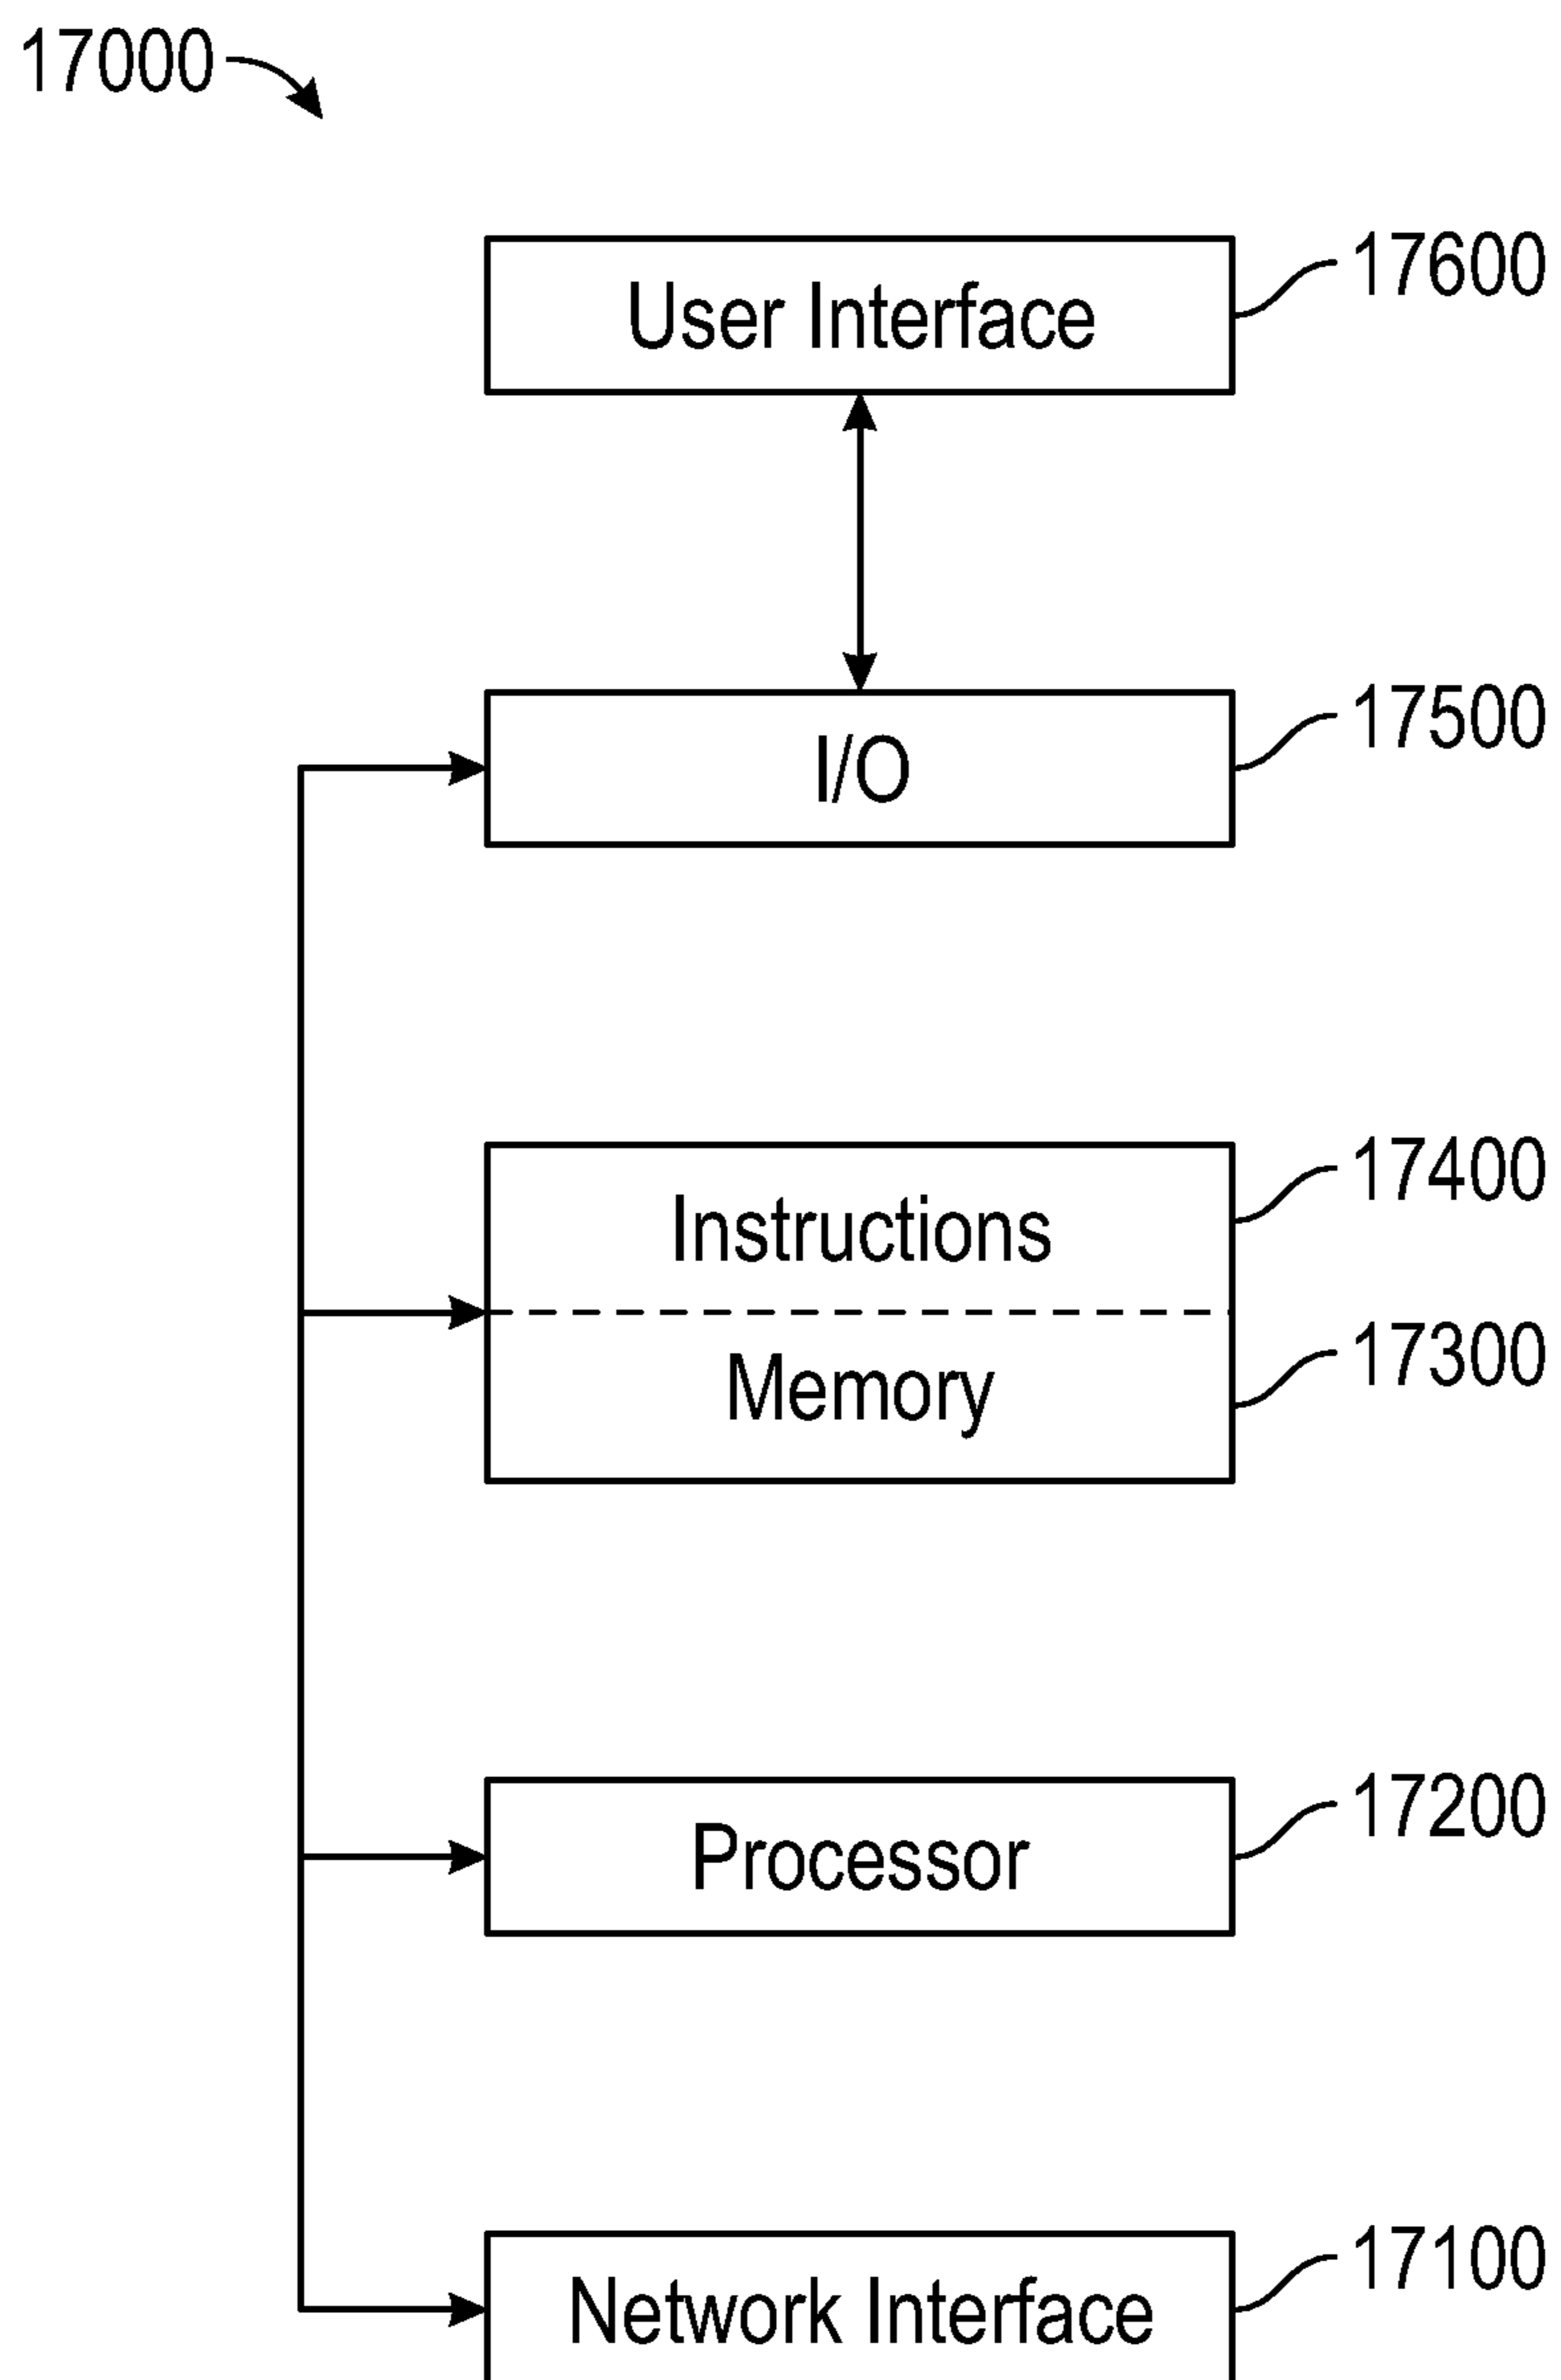 17000
User Interface
17600
I/O
17500
Instructions
17400
Memory
17300
Processor
17200
Network Interface
17100